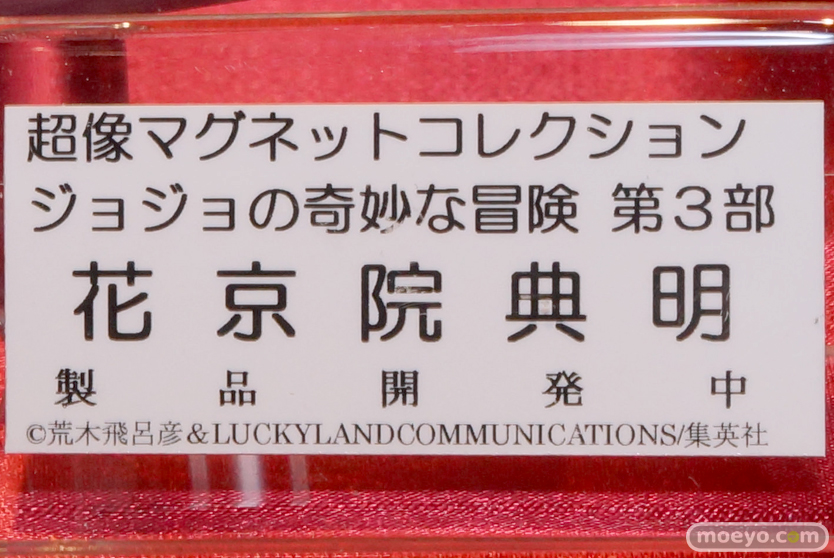 超像マグネットコレクション
ジョジョの奇妙な冒険 第3部
花京院典明
製品開発中
©荒木飛呂彦&LUCKYLANDCOMMUNICATIONS/集英社
moeyo.com